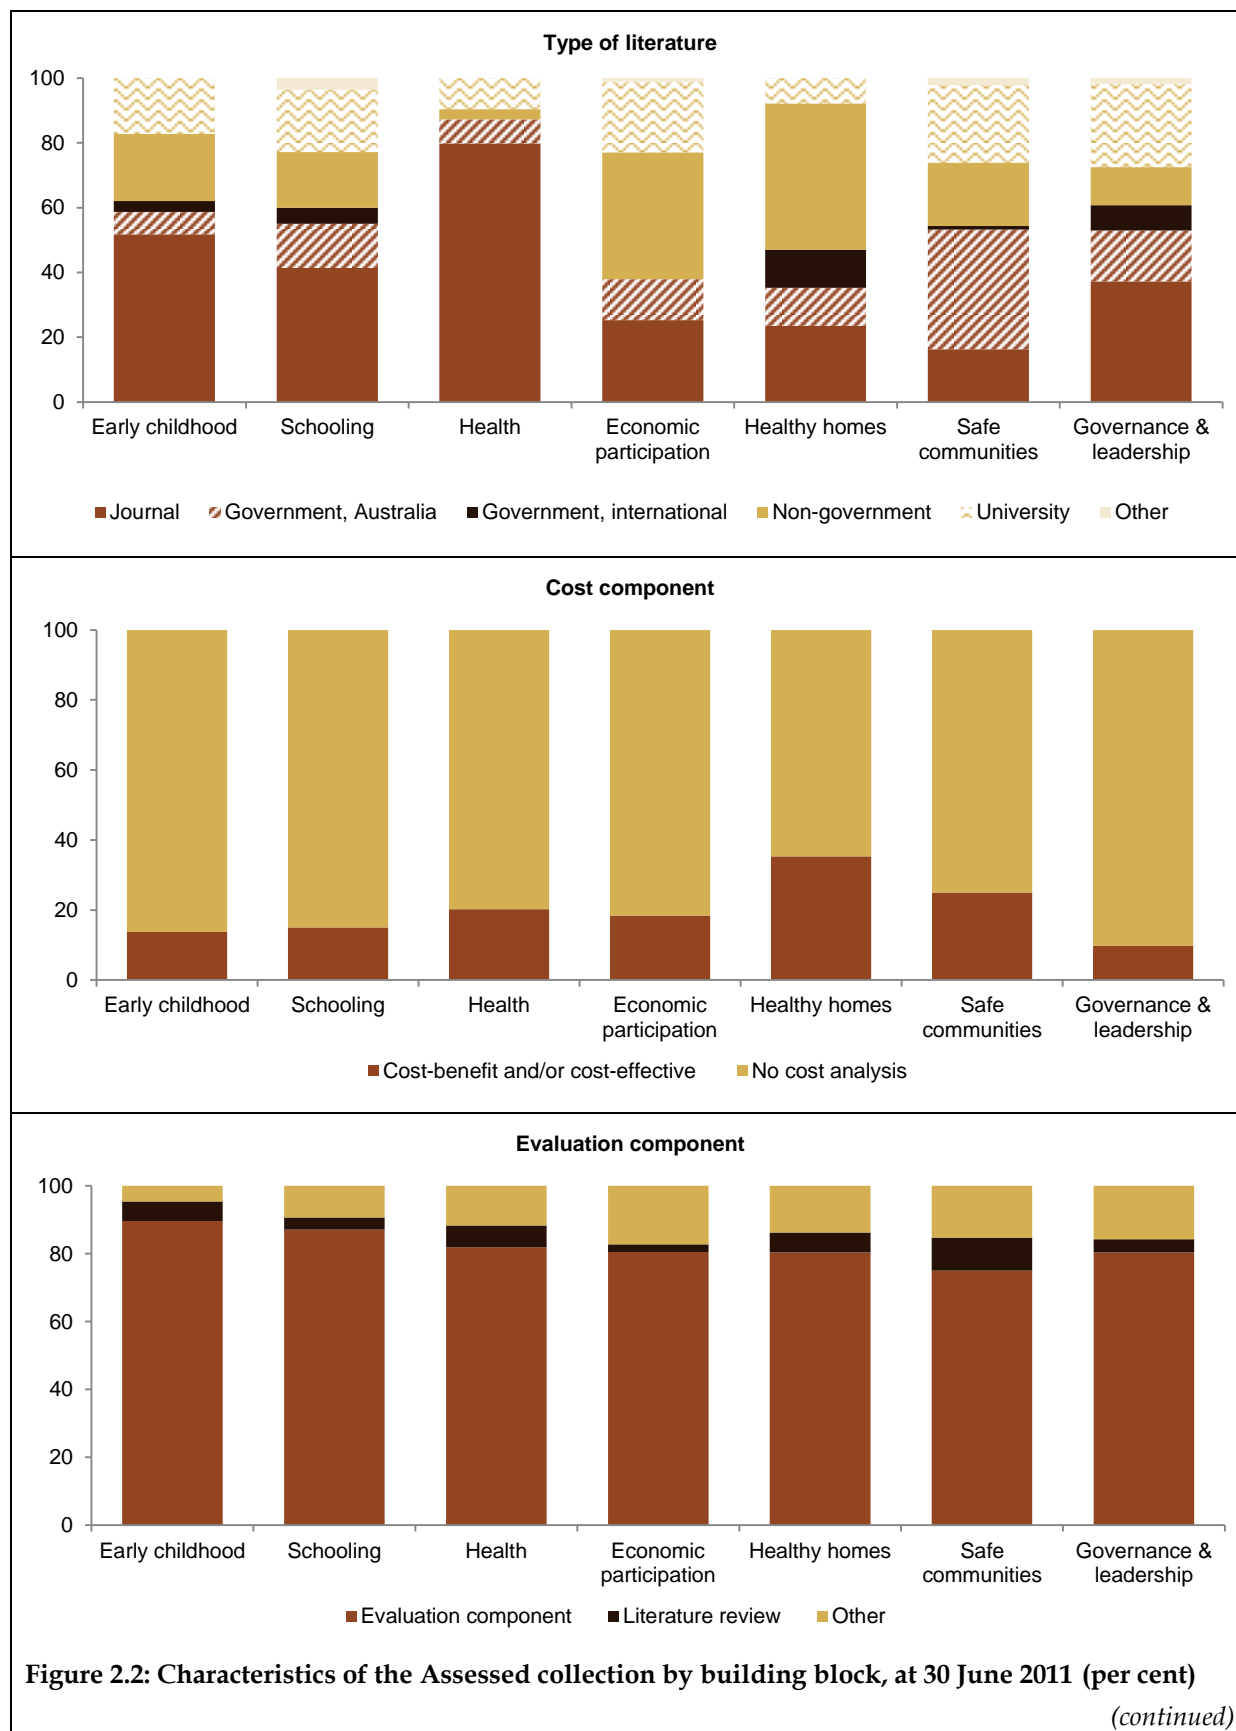 Type of literature
100
80
60
40
20
0
Early childhood Schooling Health Economic participation Healthy homes Safe communities Governance & leadership
Journal Government, Australia Government, international Non-government University Other
Cost component
100
80
60
40
20
0
Early childhood Schooling Health Economic participation Healthy homes Safe communities Governance & leadership
Cost-benefit and/or cost-effective No cost analysis
Evaluation component
100
80
60
40
20
0
Early childhood Schooling Health Economic participation Healthy homes Safe communities Governance & leadership
Evaluation component Literature review Other
Figure 2.2: Characteristics of the Assessed collection by building block, at 30 June 2011 (per cent)
(continued)